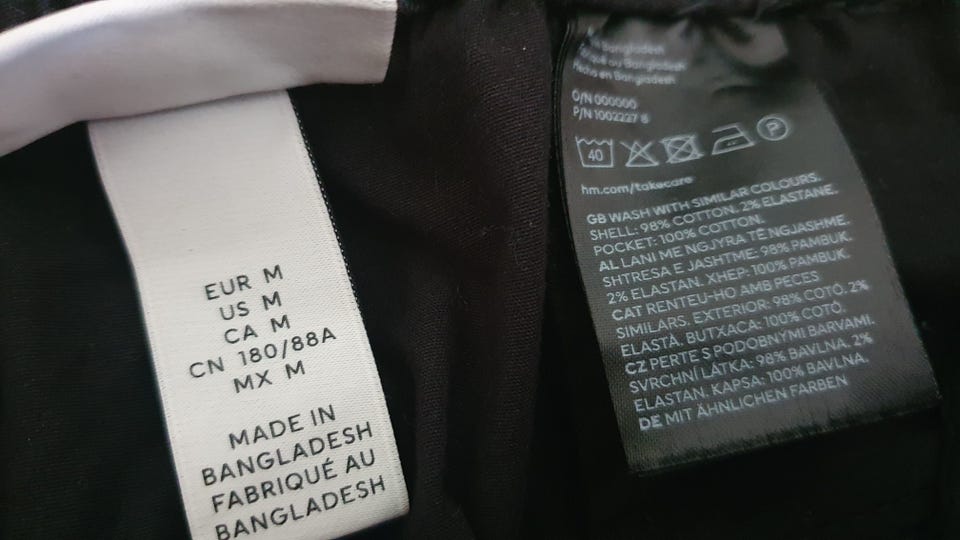 EUR M
US M
CA M
CN 180/88A
MX M
MADE IN
BANGLADESH
FABRIQUÉ AU
BANGLADESH
Bangladesh
au Bangladesh
en Bangladesh
O/N 000000
P/N 1002227 6
40
P
hm.com/takecare
GB WASH WITH SIMILAR COLOURS.
SHELL: 98% COTTON. 2% ELASTANE.
POCKET: 100% COTTON.
AL LANI ME NGJYRA TË NGJASHME.
SHTRESA E JASHTME: 98% PAMBUK.
2% ELASTAN. XHEP: 100% PAMBUK.
CAT RENTEU-HO AMB PECES
SIMILARS. EXTERIOR: 98% COTÓ. 2%
ELASTÀ. BUTXACA: 100% COTÓ.
CZ PERTE S PODOBNÝMI BARVAMI.
SVRCHNÍ LÁTKA: 98% BAVLNA. 2%
ELASTAN. KAPSA: 100% BAVLNA.
DE MIT ÄHNLICHEN FARBEN